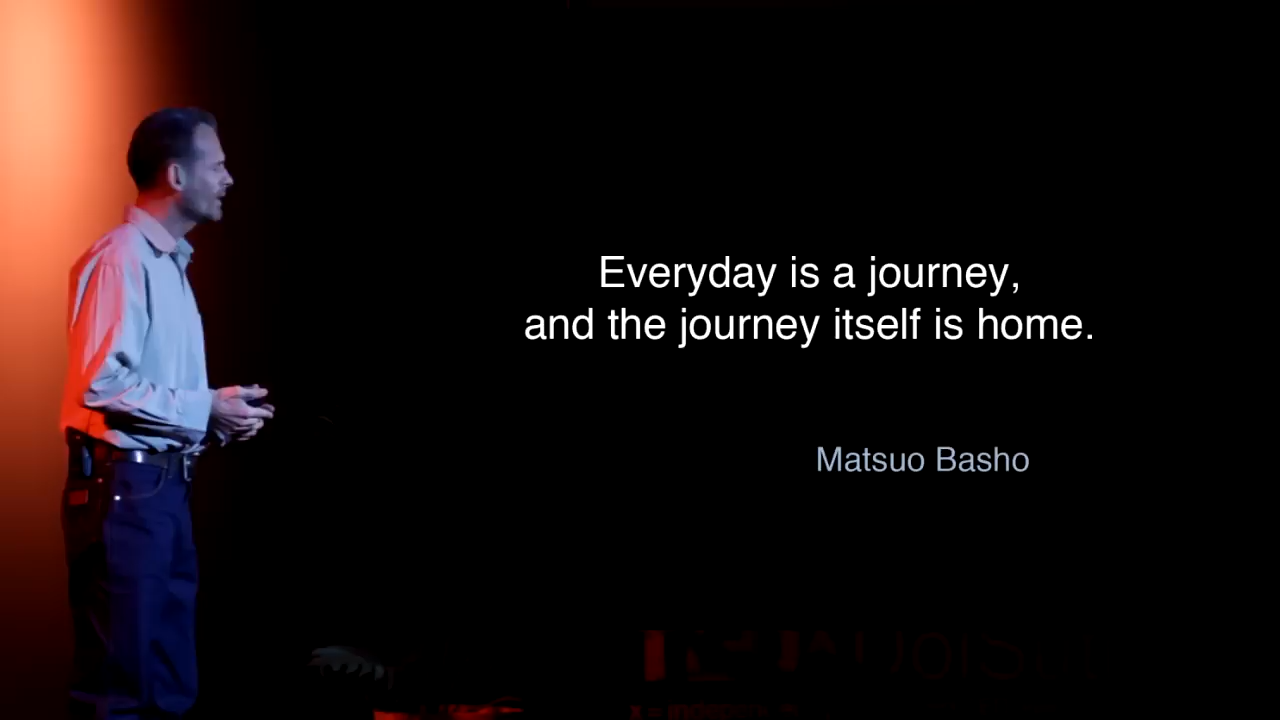 Everyday is a journey,
and the journey itself is home.
Matsuo Basho